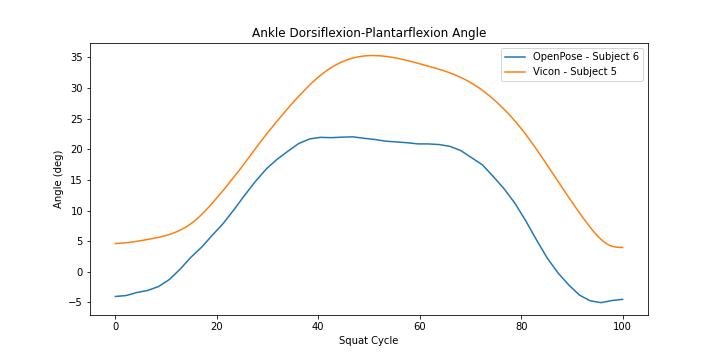 Ankle Dorsiflexion-Plantarflexion Angle
OpenPose - Subject 6
Vicon - Subject 5
Angle (deg)
35
30
25
20
15
10
5
0
−5
0 20 40 60 80 100
Squat Cycle